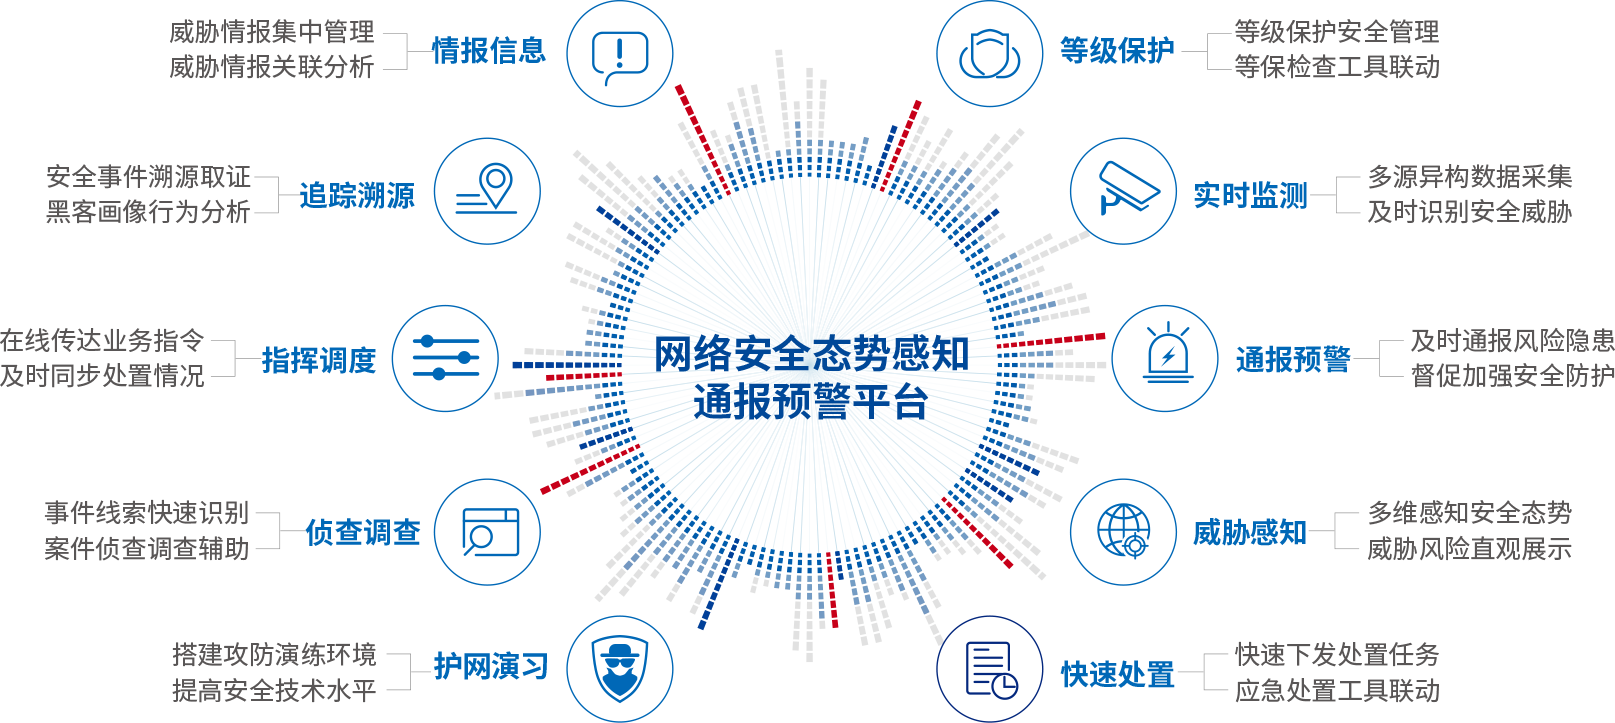 威胁情报集中管理
威胁情报关联分析
情报信息
等级保护
等级保护安全管理
等保检查工具联动
安全事件溯源取证
黑客画像行为分析
追踪溯源
实时监测
多源异构数据采集
及时识别安全威胁
在线传达业务指令
及时同步处置情况
指挥调度
网络安全态势感知
通报预警平台
通报预警
及时通报风险隐患
督促加强安全防护
事件线索快速识别
案件侦查调查辅助
侦查调查
威胁感知
多维感知安全态势
威胁风险直观展示
搭建攻防演练环境
提高安全技术水平
护网演习
快速处置
快速下发处置任务
应急处置工具联动